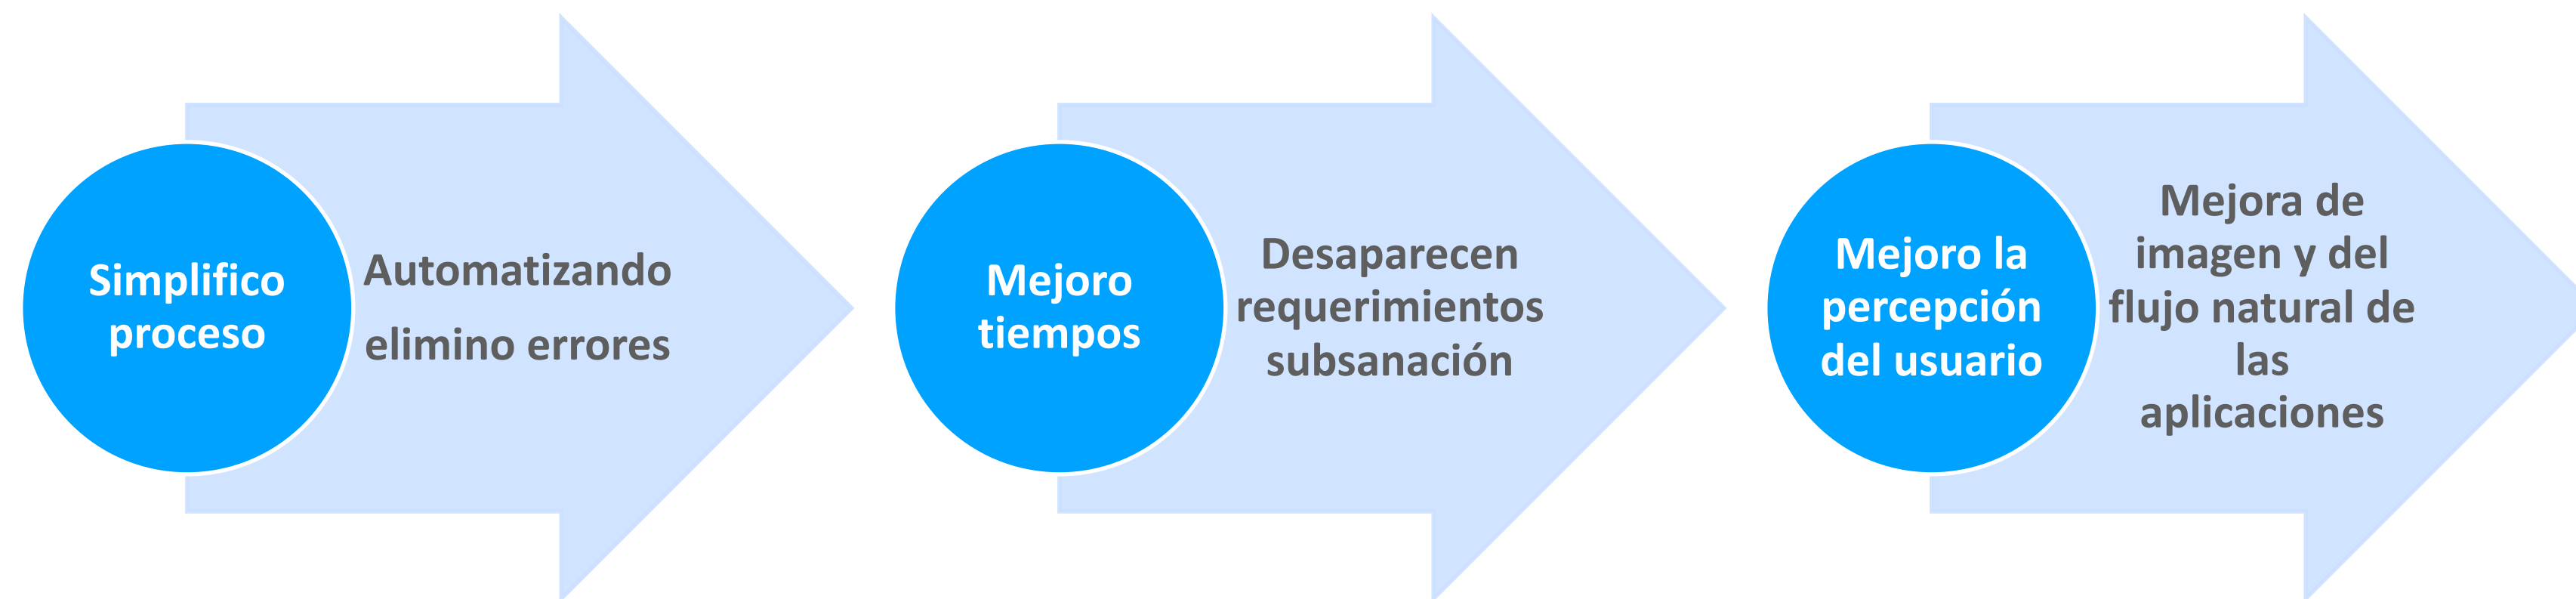 Simplifico
proceso
Automatizando
elimino errores
Mejoro
tiempos
Desaparecen
requerimientos
subsanación
Mejoro la
percepción
del usuario
Mejora de
imagen y del
flujo natural de
las
aplicaciones